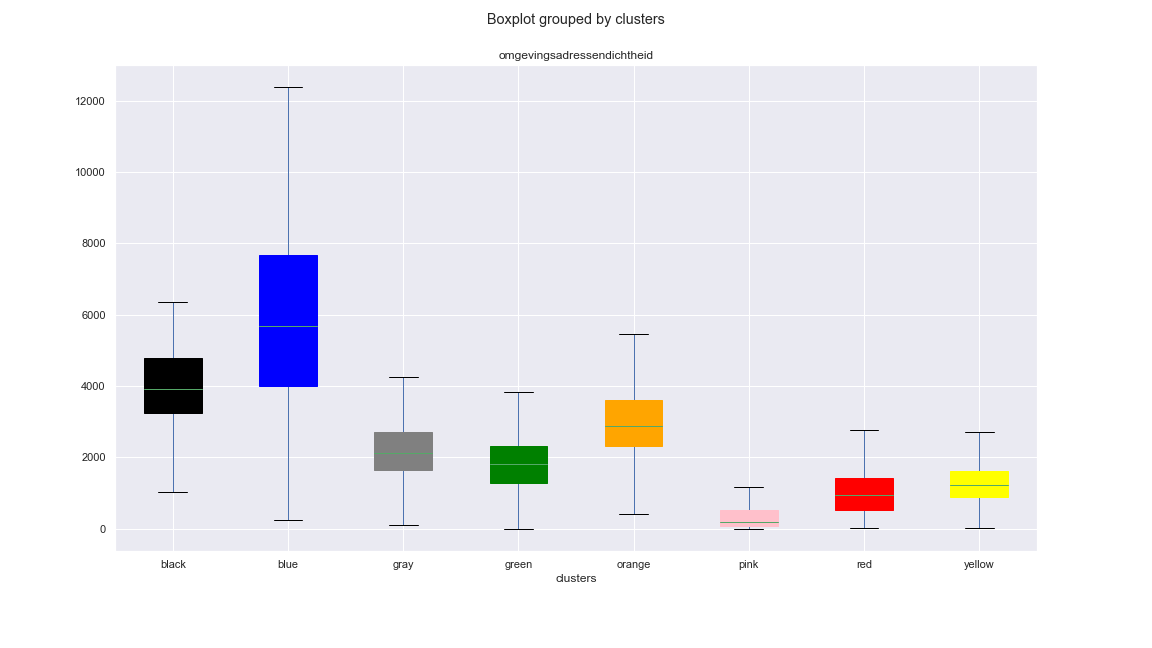 Boxplot grouped by clusters
omgevingsadressendichtheid
12000
10000
8000
6000
4000
2000
0
black blue gray green orange pink red yellow
clusters